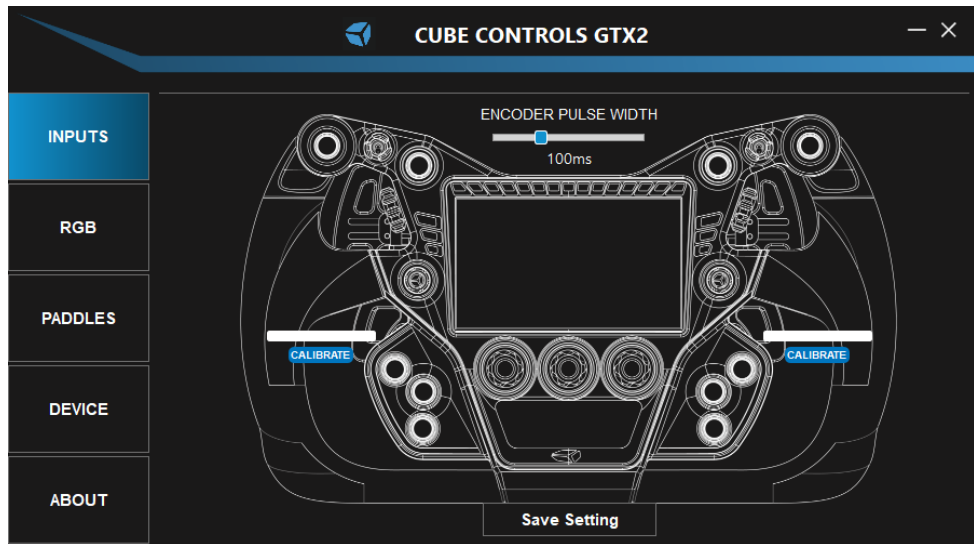 CUBE CONTROLS GTX2
INPUTS
RGB
PADDLES
DEVICE
ABOUT
ENCODER PULSE WIDTH
100ms
CALIBRATE
CALIBRATE
Save Setting